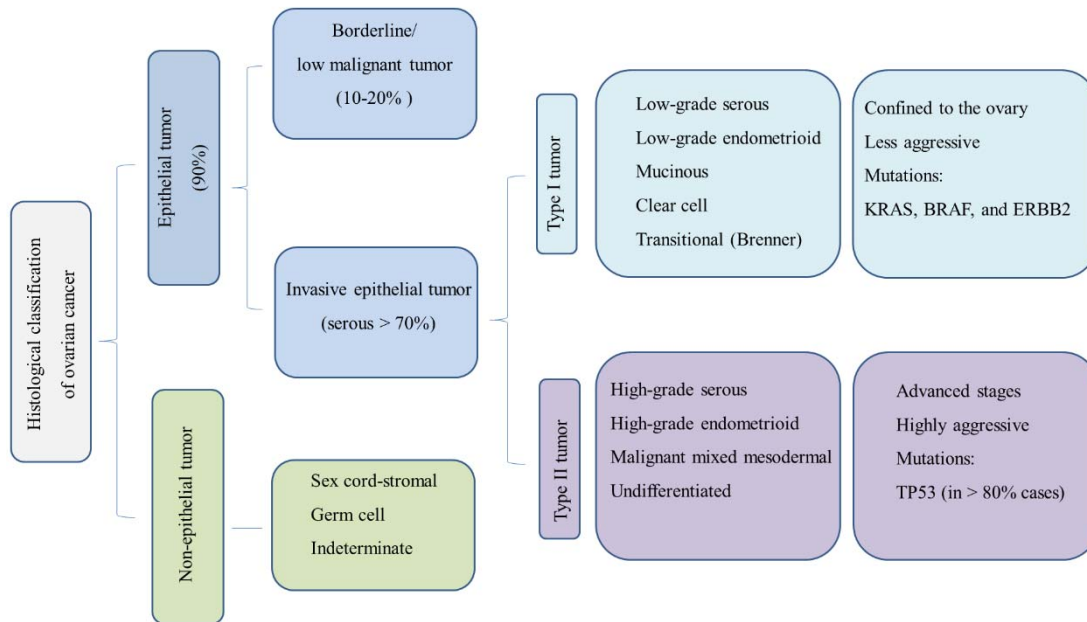 Histological classification
of ovarian cancer
Epithelial tumor
(90%)
Non-epithelial tumor
Borderline/
low malignant tumor
(10-20% )
Invasive epithelial tumor
(serous > 70%)
Sex cord-stromal
Germ cell
Indeterminate
Type I tumor
Low-grade serous
Low-grade endometrioid
Mucinous
Clear cell
Transitional (Brenner)
Confined to the ovary
Less aggressive
Mutations:
KRAS, BRAF, and ERBB2
Type II tumor
High-grade serous
High-grade endometrioid
Malignant mixed mesodermal
Undifferentiated
Advanced stages
Highly aggressive
Mutations:
TP53 (in > 80% cases)